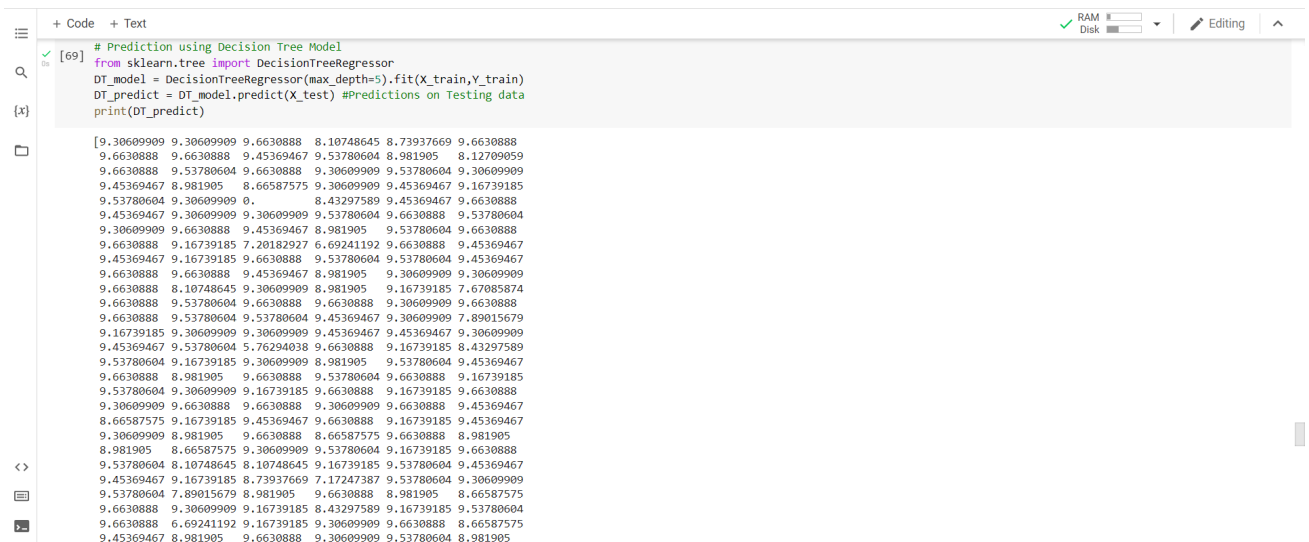 + Code + Text
RAM
Disk
Editing
[69]
0s
{x}
# Prediction using Decision Tree Model
from sklearn.tree import DecisionTreeRegressor
DT_model = DecisionTreeRegressor(max_depth=5).fit(X_train,Y_train)
DT_predict = DT_model.predict(X_test) #Predictions on Testing data
print(DT_predict)
[9.30609909 9.30609909 9.6630888 8.10748645 8.73937669 9.6630888
9.6630888 9.6630888 9.45369467 9.53780604 8.981905 8.12709059
9.6630888 9.53780604 9.6630888 9.30609909 9.53780604 9.30609909
9.45369467 8.981905 8.66587575 9.30609909 9.45369467 9.16739185
9.53780604 9.30609909 0. 8.43297589 9.45369467 9.6630888
9.45369467 9.30609909 9.30609909 9.53780604 9.6630888 9.53780604
9.30609909 9.6630888 9.45369467 8.981905 9.53780604 9.6630888
9.6630888 9.16739185 7.20182927 6.69241192 9.6630888 9.45369467
9.45369467 9.16739185 9.6630888 9.53780604 9.53780604 9.45369467
9.6630888 9.6630888 9.45369467 8.981905 9.30609909 9.30609909
9.6630888 8.10748645 9.30609909 8.981905 9.16739185 7.67085874
9.6630888 9.53780604 9.6630888 9.6630888 9.30609909 9.6630888
9.6630888 9.53780604 9.53780604 9.45369467 9.30609909 7.89015679
9.16739185 9.30609909 9.30609909 9.45369467 9.45369467 9.30609909
9.45369467 9.53780604 5.76294038 9.6630888 9.16739185 8.43297589
9.53780604 9.16739185 9.30609909 8.981905 9.53780604 9.45369467
9.6630888 8.981905 9.6630888 9.53780604 9.6630888 9.16739185
9.53780604 9.30609909 9.16739185 9.6630888 9.16739185 9.6630888
9.30609909 9.6630888 9.6630888 9.30609909 9.6630888 9.45369467
8.66587575 9.16739185 9.45369467 9.6630888 9.16739185 9.45369467
9.30609909 8.981905 9.6630888 8.66587575 9.6630888 8.981905
8.981905 8.66587575 9.30609909 9.53780604 9.16739185 9.6630888
9.53780604 8.10748645 8.10748645 9.16739185 9.53780604 9.45369467
9.45369467 9.16739185 8.73937669 7.17247387 9.53780604 9.30609909
9.53780604 7.89015679 8.981905 9.6630888 8.981905 8.66587575
9.6630888 9.30609909 9.16739185 8.43297589 9.16739185 9.53780604
9.6630888 6.69241192 9.16739185 9.30609909 9.6630888 8.66587575
9.45369467 8.981905 9.6630888 9.30609909 9.53780604 8.981905